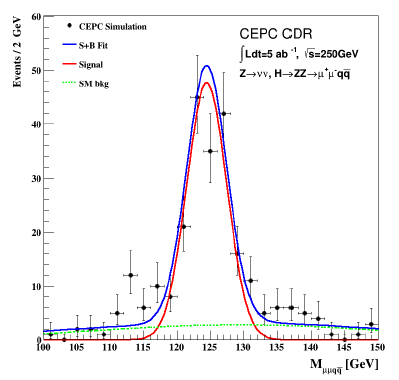 Events/2 GeV
60
50
40
30
20
10
0
CEPC Simulation
S+B Fit
Signal
SM bkg
CEPC CDR
∫Ldt=5 ab⁻¹, √s=250GeV
Z→νν, H→ZZ→μ⁺μ⁻qq̅
100 105 110 115 120 125 130 135 140 145 150
M_μμqq̅ [GeV]